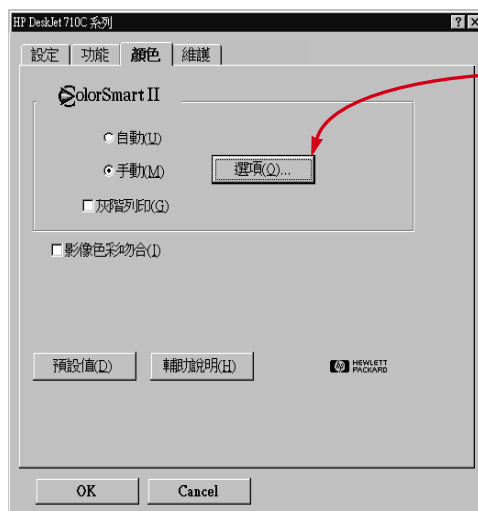 HP DeskJet 710C 系列
設定 功能 顏色 維護
ColorSmart II
自動(U)
手動(M) 選項(O)...
灰階列印(G)
影像色彩吻合(I)
預設值(D) 輔助說明(H) hp HEWLETT PACKARD
OK Cancel